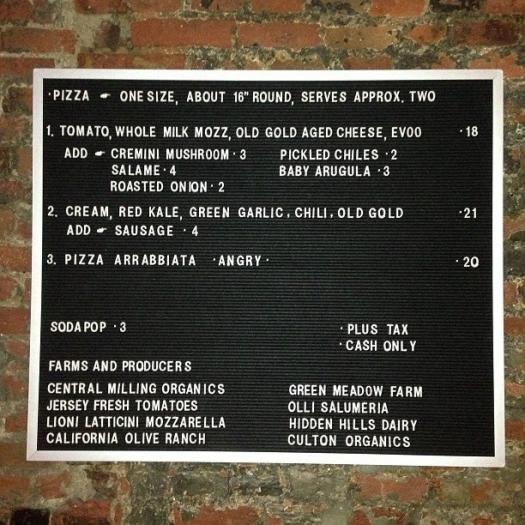 ·PIZZA ☛ ONE SIZE, ABOUT 16" ROUND, SERVES APPROX. TWO
1. TOMATO, WHOLE MILK MOZZ, OLD GOLD AGED CHEESE, EVOO ·18
ADD ☛ CREMINI MUSHROOM · 3 PICKLED CHILES · 2
SALAME · 4 BABY ARUGULA · 3
ROASTED ONION · 2
2. CREAM, RED KALE, GREEN GARLIC, CHILI, OLD GOLD ·21
ADD ☛ SAUSAGE · 4
3. PIZZA ARRABBIATA ·ANGRY· · 20
SODA POP · 3 · PLUS TAX
· CASH ONLY
FARMS AND PRODUCERS
CENTRAL MILLING ORGANICS GREEN MEADOW FARM
JERSEY FRESH TOMATOES OLLI SALUMERIA
LIONI LATTICINI MOZZARELLA HIDDEN HILLS DAIRY
CALIFORNIA OLIVE RANCH CULTON ORGANICS